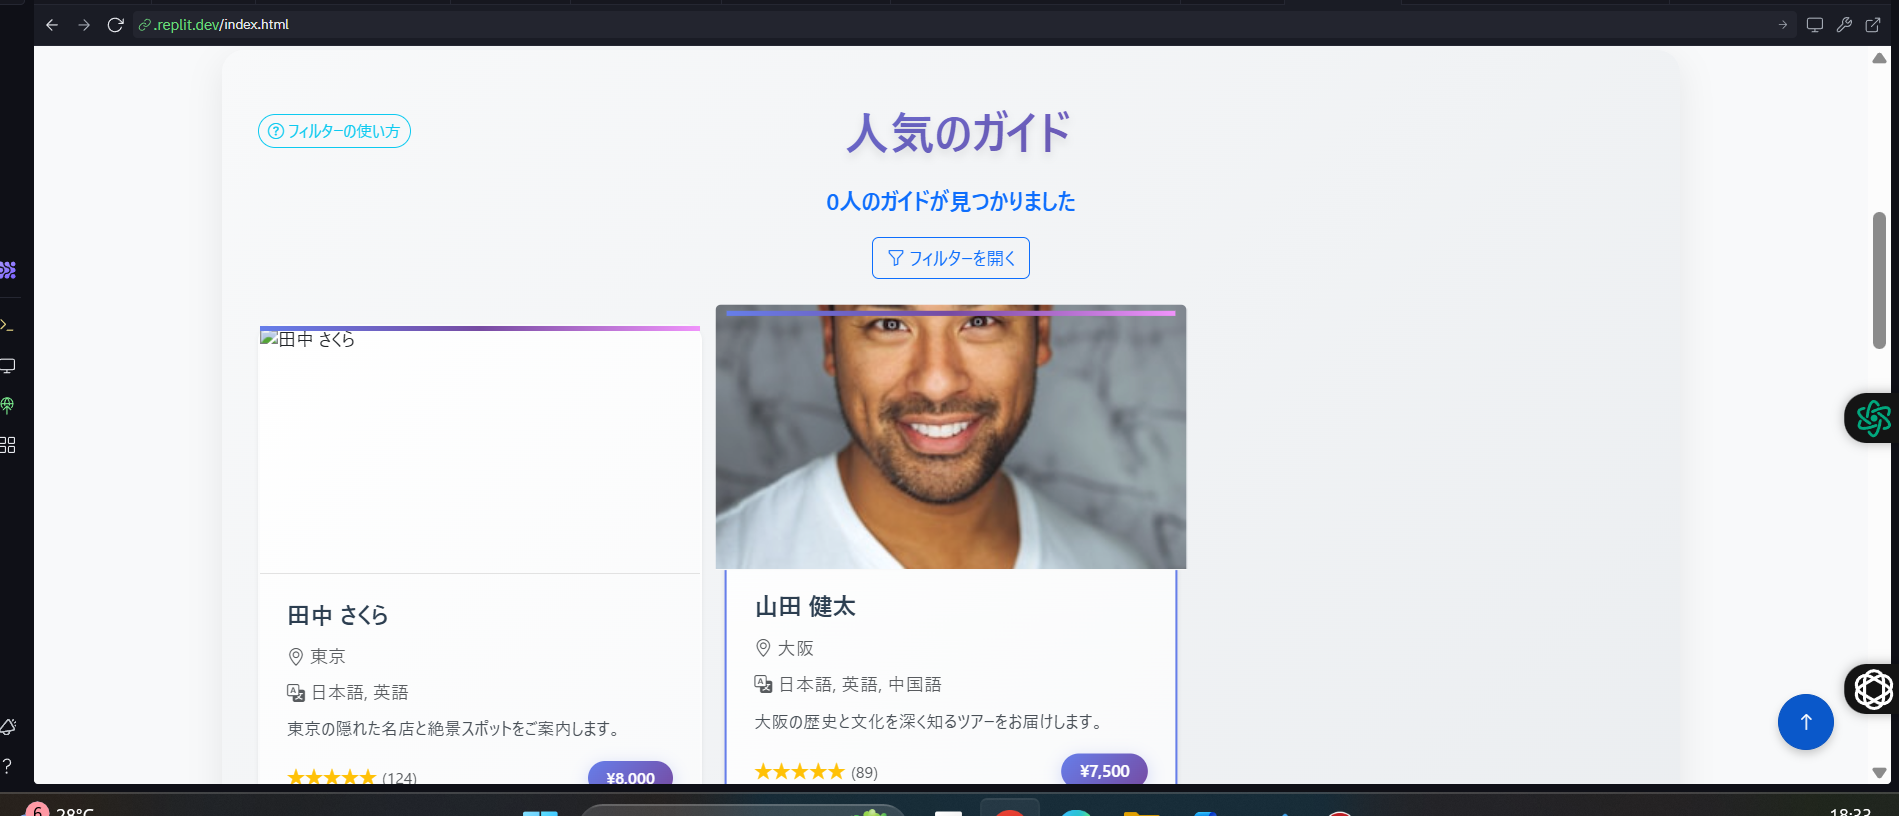 .replit.dev/index.html
フィルターの使い方
人気のガイド
0人のガイドが見つかりました
フィルターを開く
田中 さくら
田中 さくら
東京
日本語, 英語
東京の隠れた名店と絶景スポットをご案内します。
★★★★★ (124)
¥8,000
山田 健太
大阪
日本語, 英語, 中国語
大阪の歴史と文化を深く知るツアーをお届けします。
★★★★★ (89)
¥7,500
↑
?
6
28°C
18:33